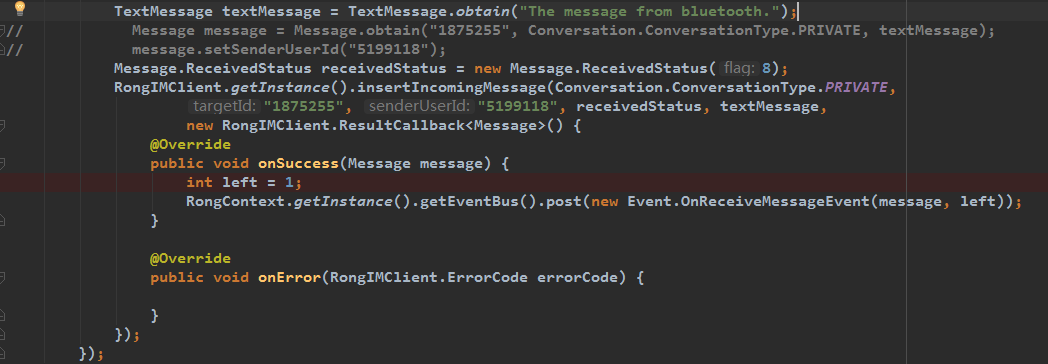 TextMessage textMessage = TextMessage.obtain("The message from bluetooth.");
// Message message = Message.obtain("1875255", Conversation.ConversationType.PRIVATE, textMessage);
// message.setSenderUserId("5199118");
Message.ReceivedStatus receivedStatus = new Message.ReceivedStatus( flag: 8);
RongIMClient.getInstance().insertIncomingMessage(Conversation.ConversationType.PRIVATE,
targetId: "1875255", senderUserId: "5199118", receivedStatus, textMessage,
new RongIMClient.ResultCallback<Message>() {
@Override
public void onSuccess(Message message) {
int left = 1;
RongContext.getInstance().getEventBus().post(new Event.OnReceiveMessageEvent(message, left));
}
@Override
public void onError(RongIMClient.ErrorCode errorCode) {
}
});
});